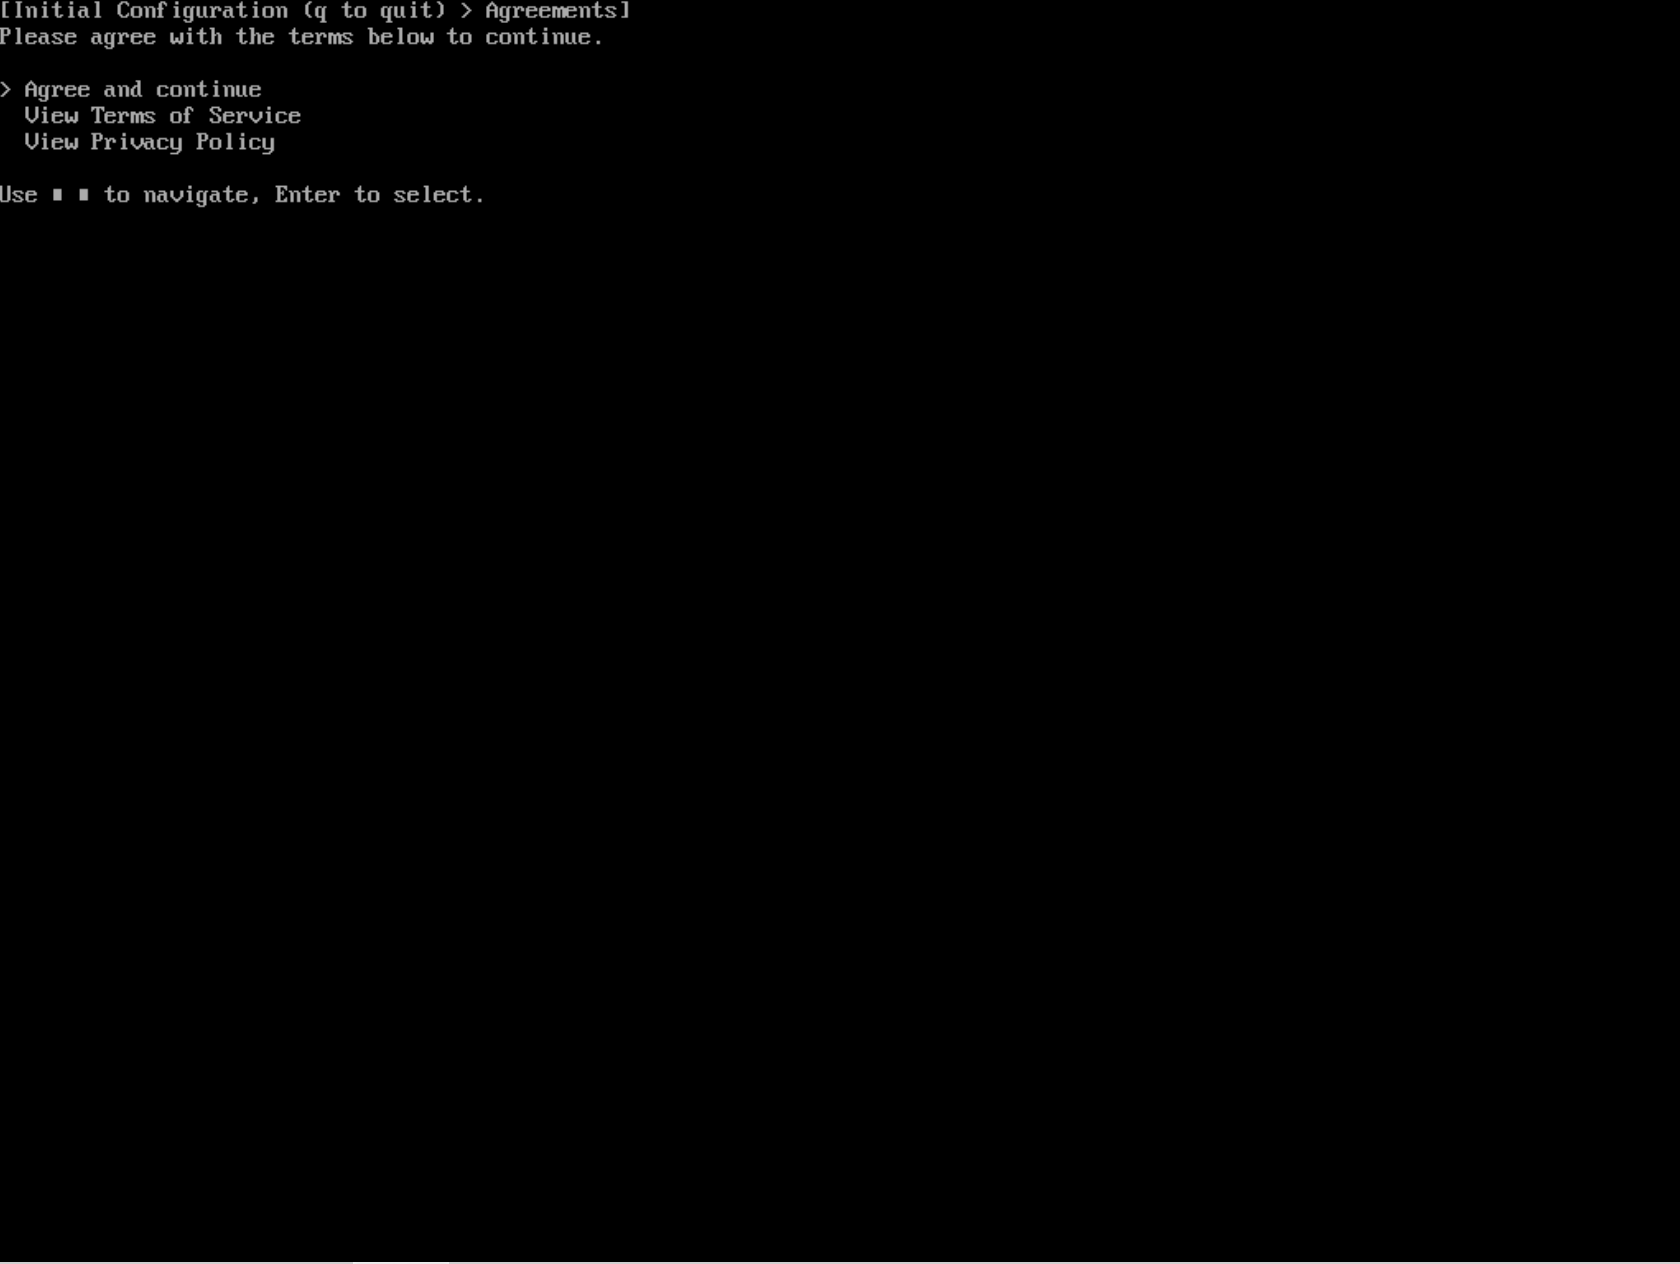 [Initial Configuration (q to quit) > Agreements]
Please agree with the terms below to continue.
> Agree and continue
View Terms of Service
View Privacy Policy
Use ∎ ∎ to navigate, Enter to select.